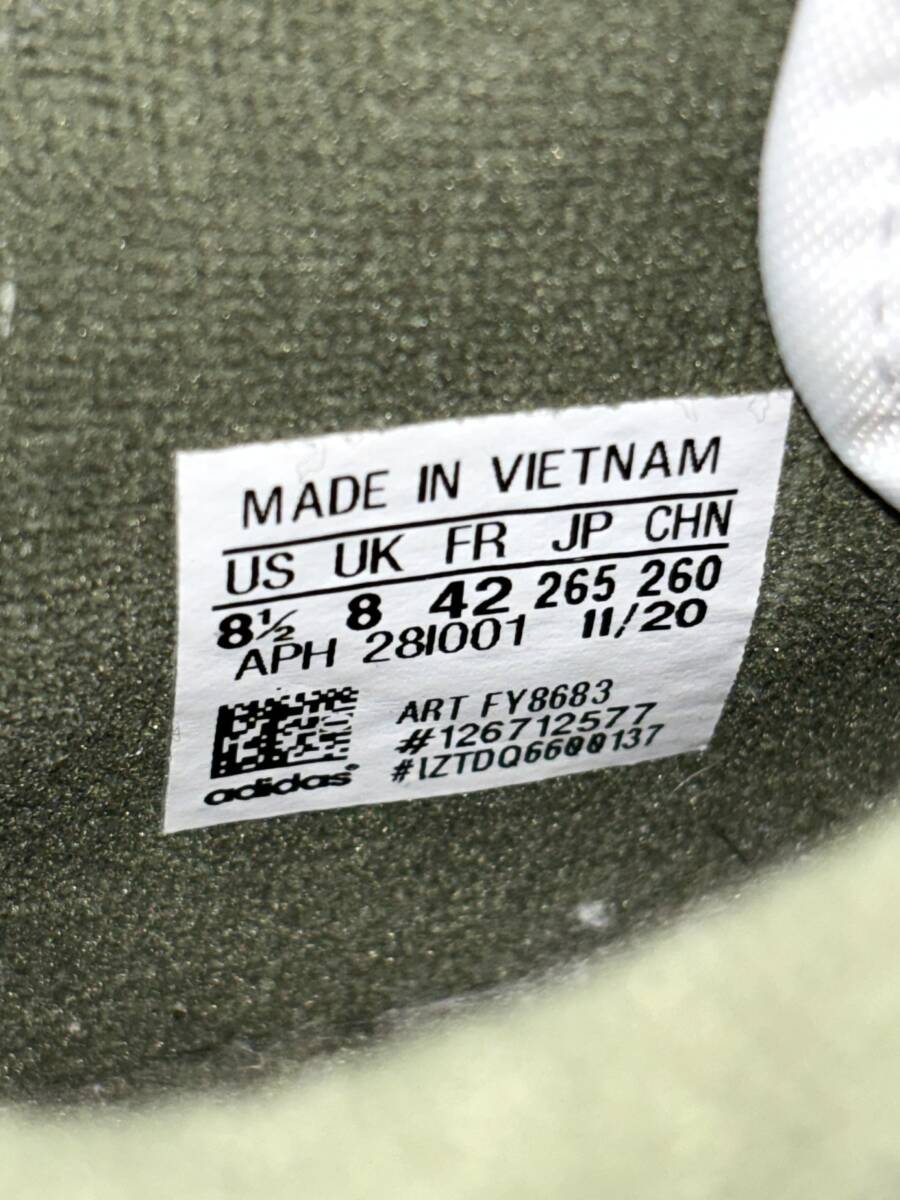 MADE IN VIETNAM
US UK FR JP CHN
8½ 8 42 265 260
APH 28I001 11/20
ART FY8683
#126712577
#IZTDQ6600137
adidas